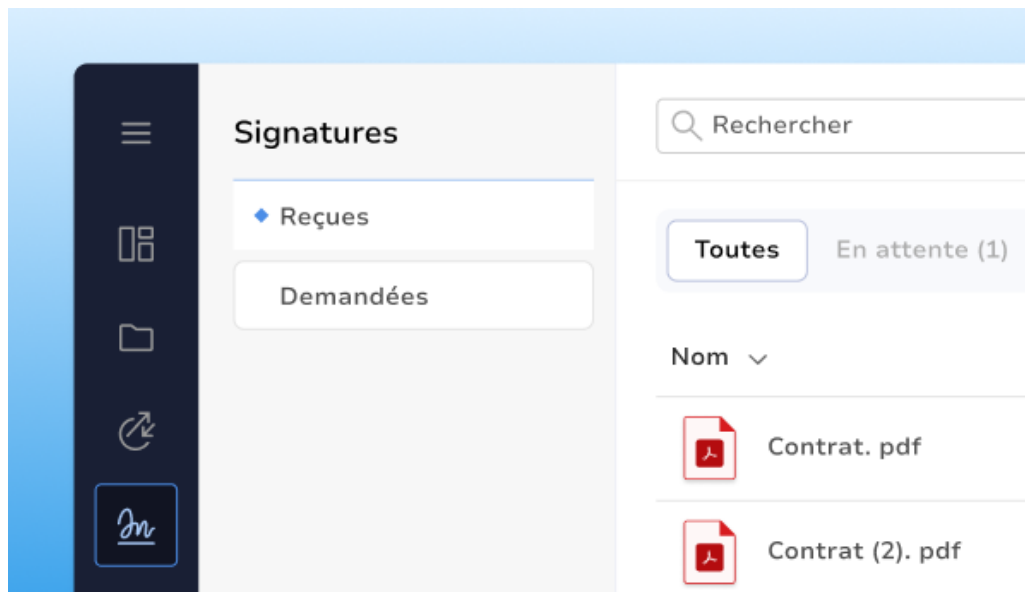 Signatures
Reçues
Demandées
Rechercher
Toutes
En attente (1)
Nom
Contrat. pdf
Contrat (2). pdf